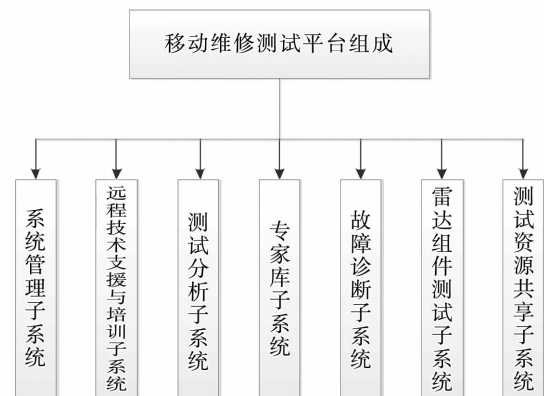 移动维修测试平台组成
系统管理子系统
远程技术支援与培训子系统
测试分析子系统
专家库子系统
故障诊断子系统
雷达组件测试子系统
测试资源共享子系统